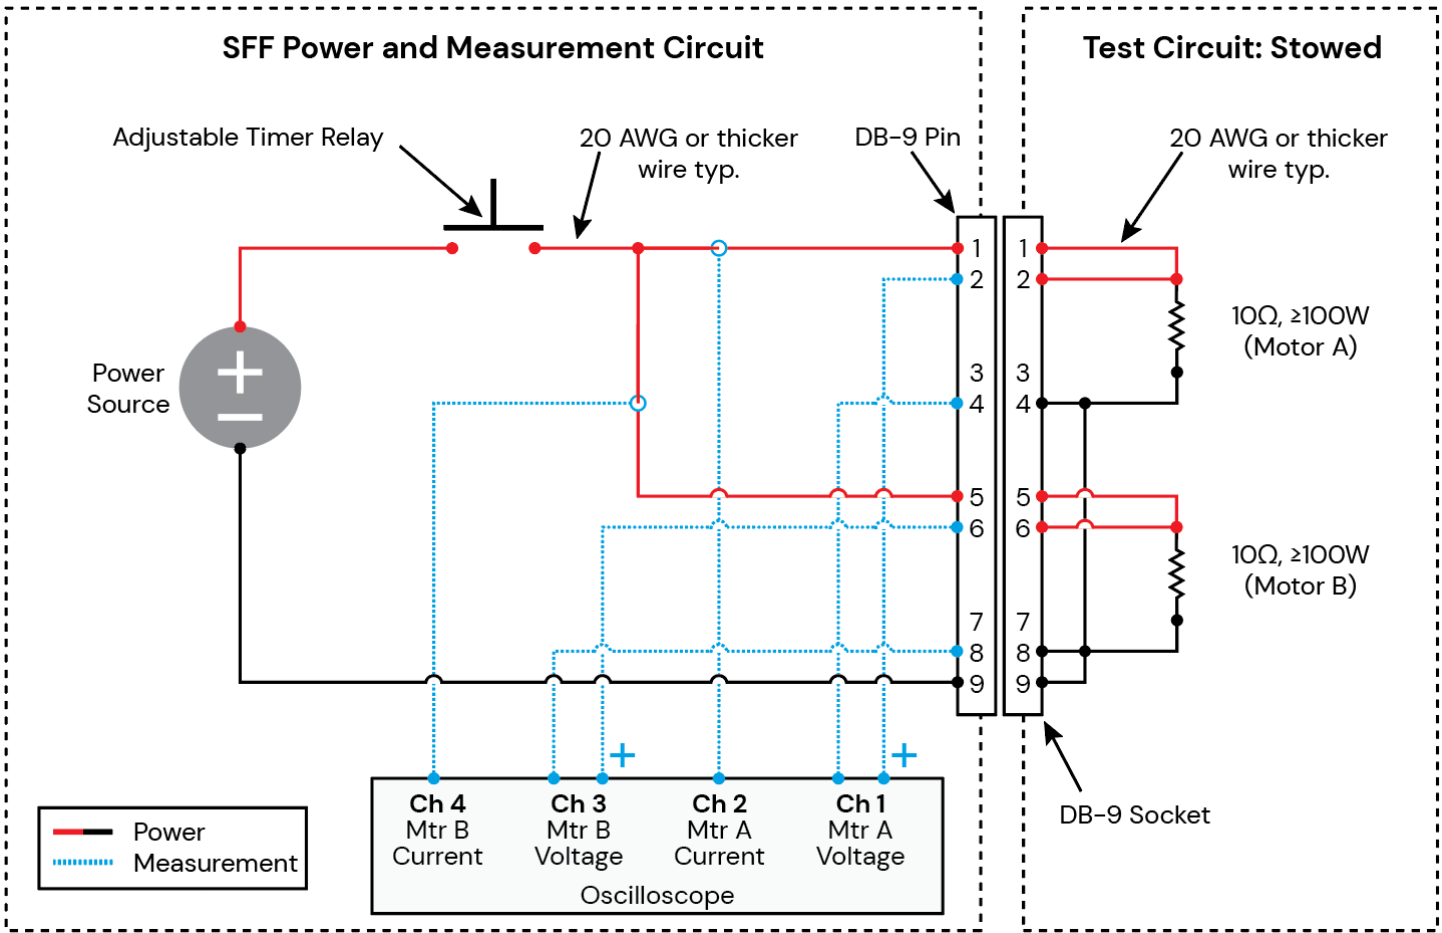 SFF Power and Measurement Circuit
Test Circuit: Stowed
Adjustable Timer Relay
20 AWG or thicker
wire typ.
DB-9 Pin
20 AWG or thicker
wire typ.
1
2
3
4
5
6
7
8
9
1
2
3
4
5
6
7
8
9
10Ω, ≥100W
(Motor A)
10Ω, ≥100W
(Motor B)
Power
Source
+
−
+
+
Ch 4
Mtr B
Current
Ch 3
Mtr B
Voltage
Ch 2
Mtr A
Current
Ch 1
Mtr A
Voltage
Oscilloscope
DB-9 Socket
Power
Measurement